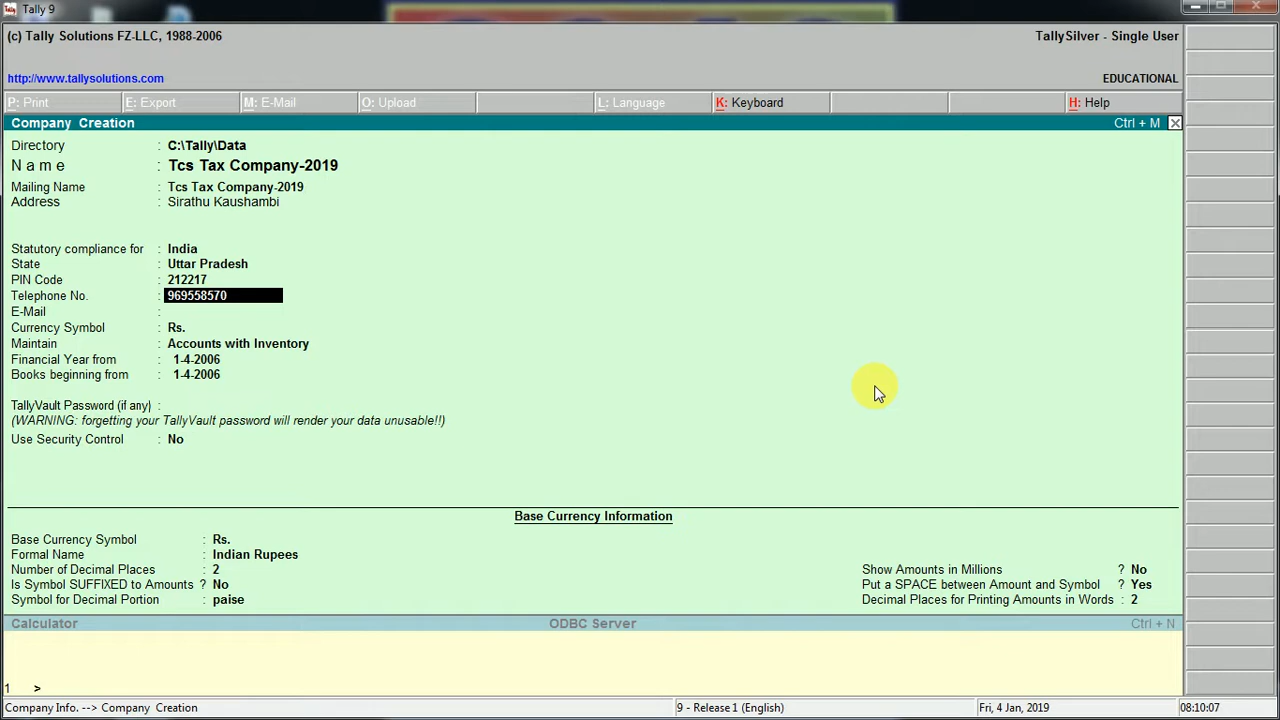 Tally 9
(c) Tally Solutions FZ-LLC, 1988-2006 TallySilver - Single User
http://www.tallysolutions.com EDUCATIONAL
P: Print E: Export M: E-Mail O: Upload L: Language K: Keyboard H: Help
Company Creation Ctrl + M
Directory : C:\Tally\Data
Name : Tcs Tax Company-2019
Mailing Name : Tcs Tax Company-2019
Address : Sirathu Kaushambi
Statutory compliance for : India
State : Uttar Pradesh
PIN Code : 212217
Telephone No. : 969558570
E-Mail :
Currency Symbol : Rs.
Maintain : Accounts with Inventory
Financial Year from : 1-4-2006
Books beginning from : 1-4-2006
TallyVault Password (if any) :
(WARNING: forgetting your TallyVault password will render your data unusable!!)
Use Security Control : No
Base Currency Information
Base Currency Symbol : Rs.
Formal Name : Indian Rupees
Number of Decimal Places : 2 Show Amounts in Millions ? No
Is Symbol SUFFIXED to Amounts ? No Put a SPACE between Amount and Symbol ? Yes
Symbol for Decimal Portion : paise Decimal Places for Printing Amounts in Words : 2
Calculator ODBC Server Ctrl + N
1 >
Company Info. --> Company Creation 9 - Release 1 (English) Fri, 4 Jan, 2019 08:10:07